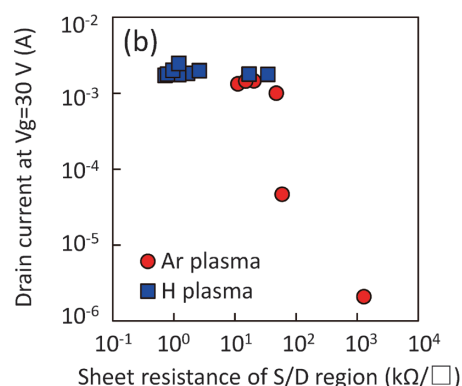 (b)
Drain current at Vg=30 V (A)
10⁻²
10⁻³
10⁻⁴
10⁻⁵
10⁻⁶
Ar plasma
H plasma
10⁻¹ 10⁰ 10¹ 10² 10³ 10⁴
Sheet resistance of S/D region (kΩ/□)